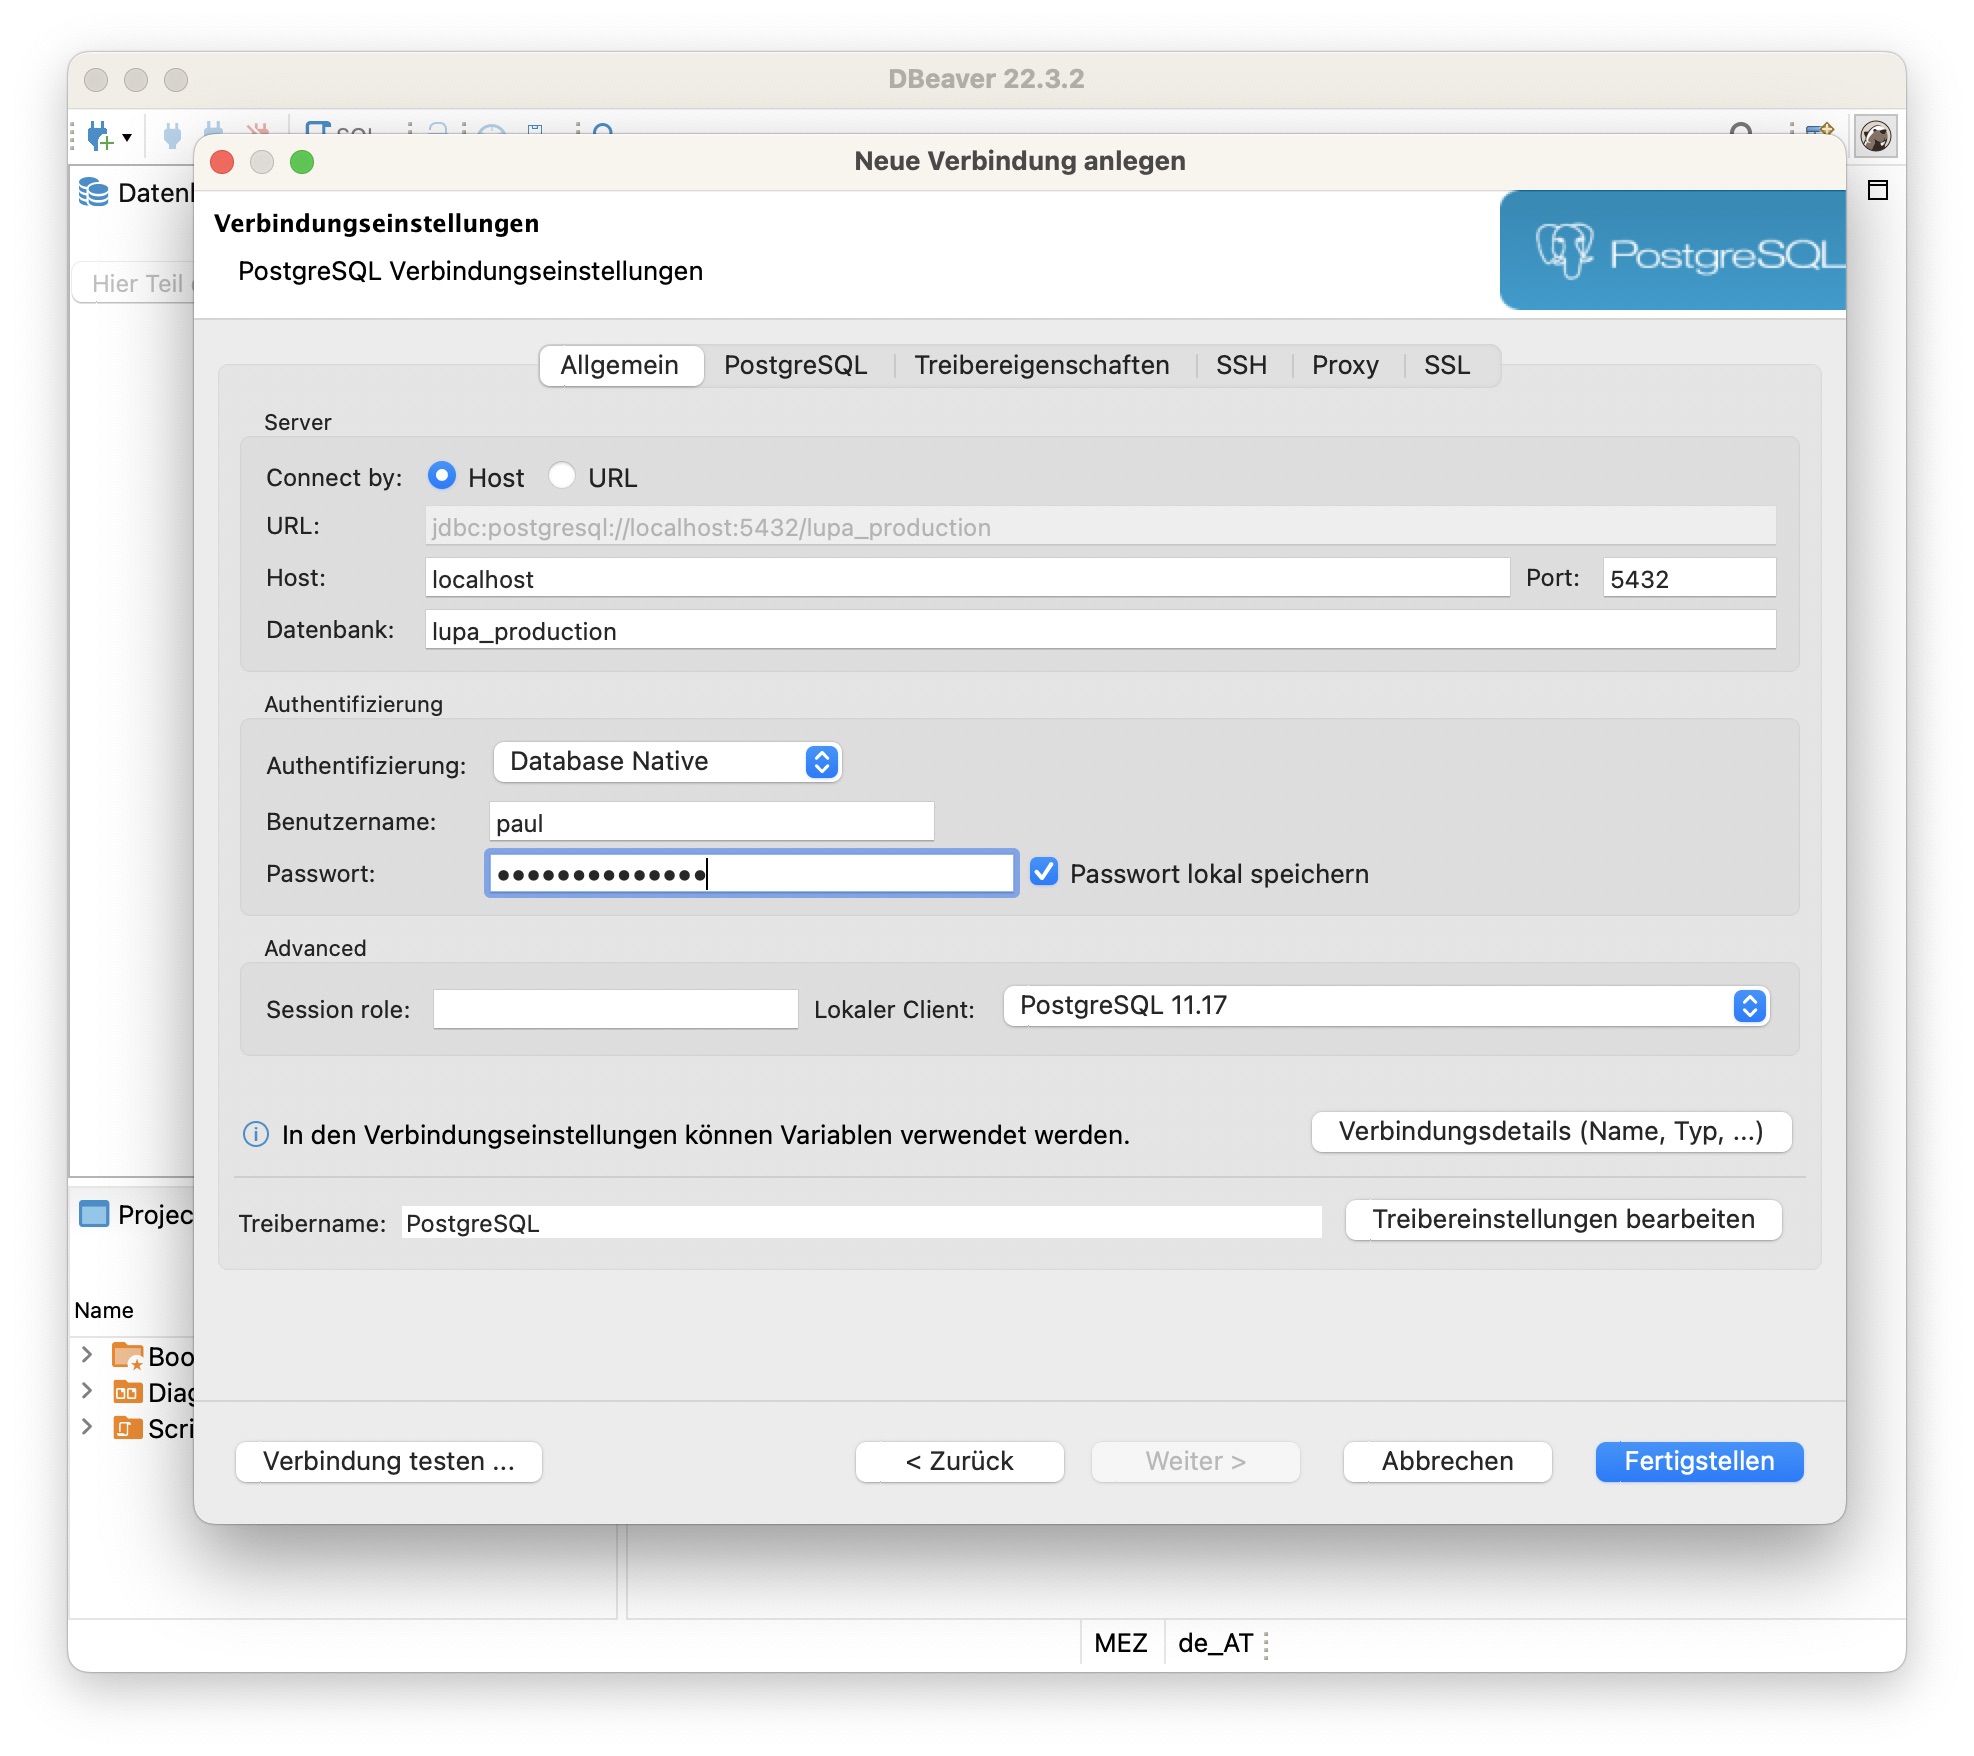 DBeaver 22.3.2
SQL
Neue Verbindung anlegen
Verbindungseinstellungen
PostgreSQL Verbindungseinstellungen
PostgreSQL
Hier Teil
Allgemein PostgreSQL Treibereigenschaften SSH Proxy SSL
Server
Connect by: Host URL
URL: jdbc:postgresql://localhost:5432/lupa_production
Host: localhost Port: 5432
Datenbank: lupa_production
Authentifizierung
Authentifizierung: Database Native
Benutzername: paul
Passwort: •••••••••••••• Passwort lokal speichern
Advanced
Session role: Lokaler Client: PostgreSQL 11.17
In den Verbindungseinstellungen können Variablen verwendet werden. Verbindungsdetails (Name, Typ, ...)
Projec
Treibername: PostgreSQL Treibereinstellungen bearbeiten
Name
Boo
Diag
Scri
Verbindung testen ... < Zurück Weiter > Abbrechen Fertigstellen
MEZ de_AT